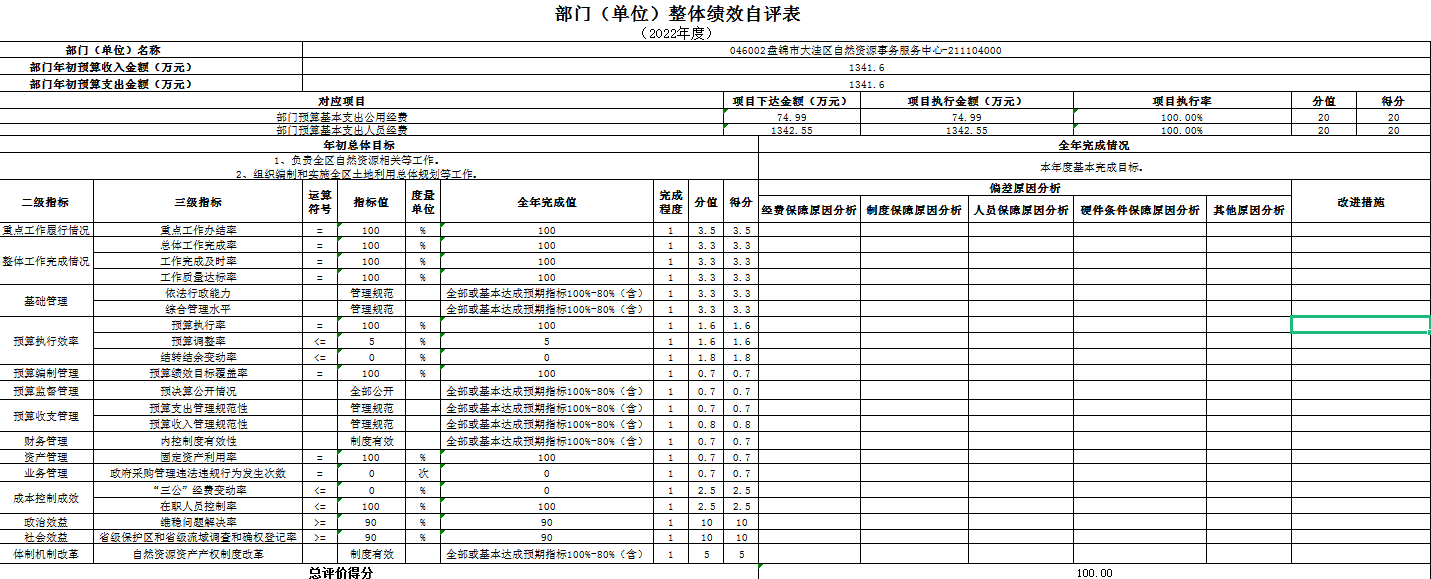 部门（单位）整体绩效自评表
（2022年度）
部门（单位）名称 046002盘锦市大洼区自然资源事务服务中心-211104000
部门年初预算收入金额（万元） 1341.6
部门年初预算支出金额（万元） 1341.6
对应项目 项目下达金额（万元） 项目执行金额（万元） 项目执行率 分值 得分
部门预算基本支出公用经费 74.99 74.99 100.00% 20 20
部门预算基本支出人员经费 1342.55 1342.55 100.00% 20 20
年初总体目标 全年完成情况
1、负责全区自然资源相关等工作。
2、组织编制和实施全区土地利用总体规划等工作。
本年度基本完成目标。
二级指标 三级指标 运算符号 指标值 度量单位 全年完成值 完成程度 分值 得分 偏差原因分析 改进措施
经费保障原因分析 制度保障原因分析 人员保障原因分析 硬件条件保障原因分析 其他原因分析
重点工作履行情况 重点工作办结率 = 100 % 100 1 3.5 3.5
整体工作完成情况 总体工作完成率 = 100 % 100 1 3.3 3.3
工作完成及时率 = 100 % 100 1 3.3 3.3
工作质量达标率 = 100 % 100 1 3.3 3.3
基础管理 依法行政能力 管理规范 全部或基本达成预期指标100%-80%（含） 1 3.3 3.3
综合管理水平 管理规范 全部或基本达成预期指标100%-80%（含） 1 3.3 3.3
预算执行效率 预算执行率 = 100 % 100 1 1.6 1.6
预算调整率 <= 5 % 5 1 1.6 1.6
结转结余变动率 <= 0 % 0 1 1.8 1.8
预算编制管理 预算绩效目标覆盖率 = 100 % 100 1 0.7 0.7
预算监督管理 预决算公开情况 全部公开 全部或基本达成预期指标100%-80%（含） 1 0.7 0.7
预算收支管理 预算支出管理规范性 管理规范 全部或基本达成预期指标100%-80%（含） 1 0.7 0.7
预算收入管理规范性 管理规范 全部或基本达成预期指标100%-80%（含） 1 0.8 0.8
财务管理 内控制度有效性 制度有效 全部或基本达成预期指标100%-80%（含） 1 0.7 0.7
资产管理 固定资产利用率 = 100 % 100 1 0.7 0.7
业务管理 政府采购管理违法违规行为发生次数 = 0 次 0 1 0.7 0.7
成本控制成效 “三公”经费变动率 <= 0 % 0 1 2.5 2.5
在职人员控制率 <= 100 % 100 1 2.5 2.5
政治效益 维稳问题解决率 >= 90 % 90 1 10 10
社会效益 省级保护区和省级流域调查和确权登记率 >= 90 % 90 1 10 10
体制机制改革 自然资源资产产权制度改革 制度有效 全部或基本达成预期指标100%-80%（含） 1 5 5
总评价得分 100.00